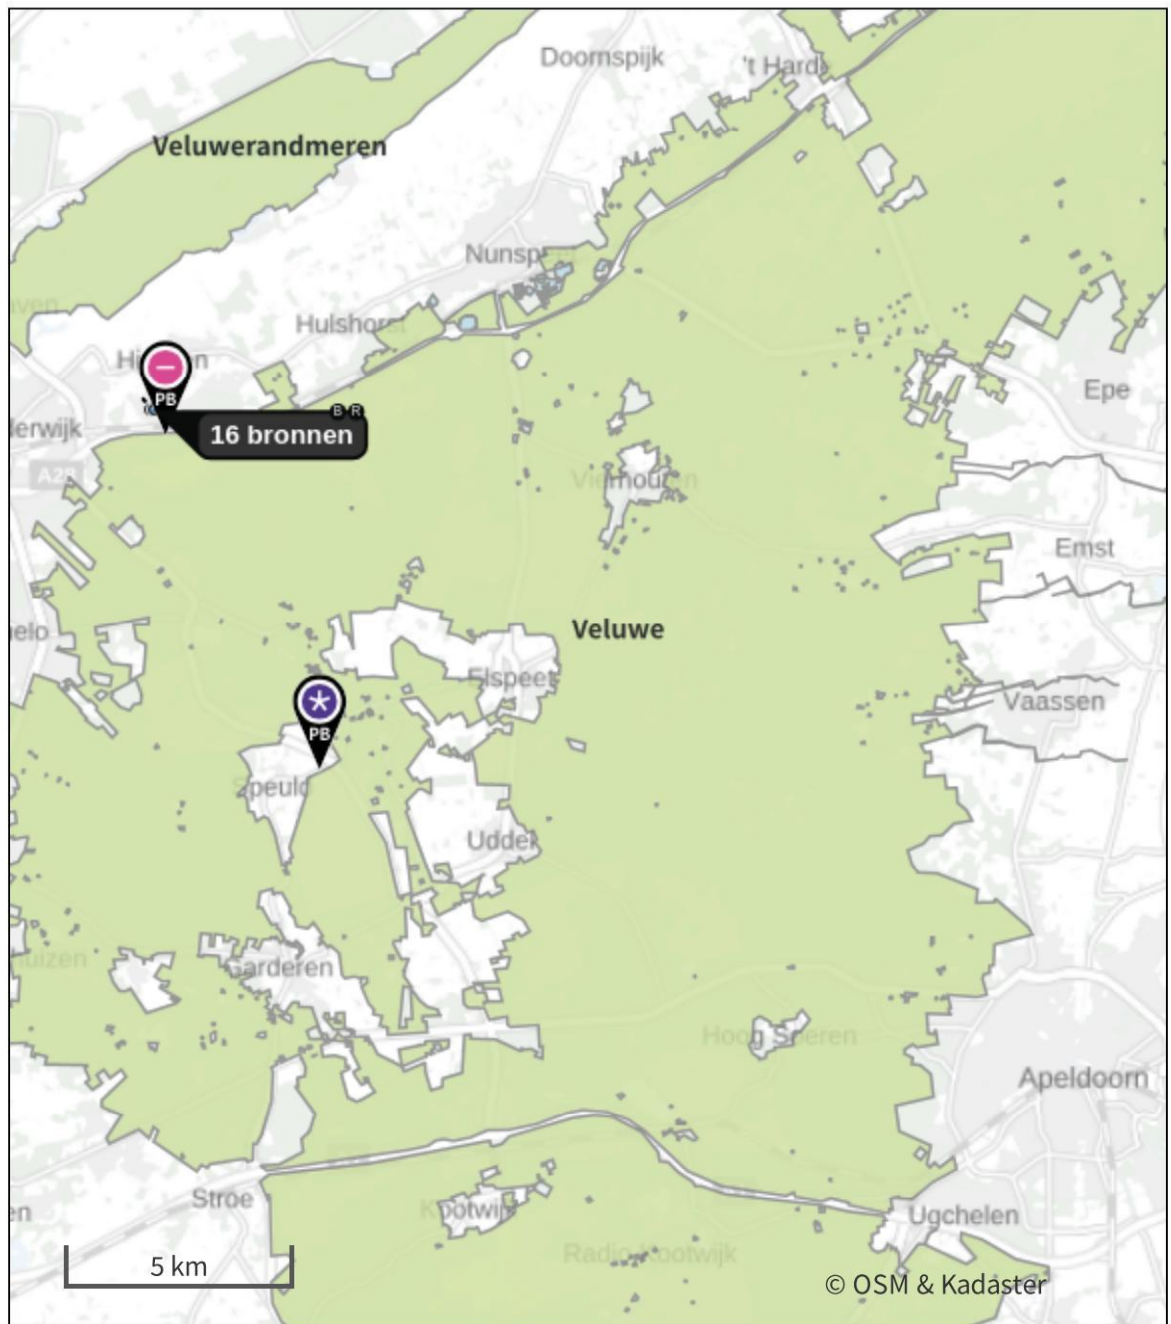 Doornspijk
't Harde
Veluwerandmeren
Nunspeet
Hulshorst
PB
B R
16 bronnen
Epe
A28
Vierhouten
Emst
Veluwe
Elspeet
Vaassen
PB
Speuld
Uddel
Garderen
Hoog Soeren
Apeldoorn
Stroe
Kootwijk
Ugchelen
Radio Kootwijk
5 km
© OSM & Kadaster